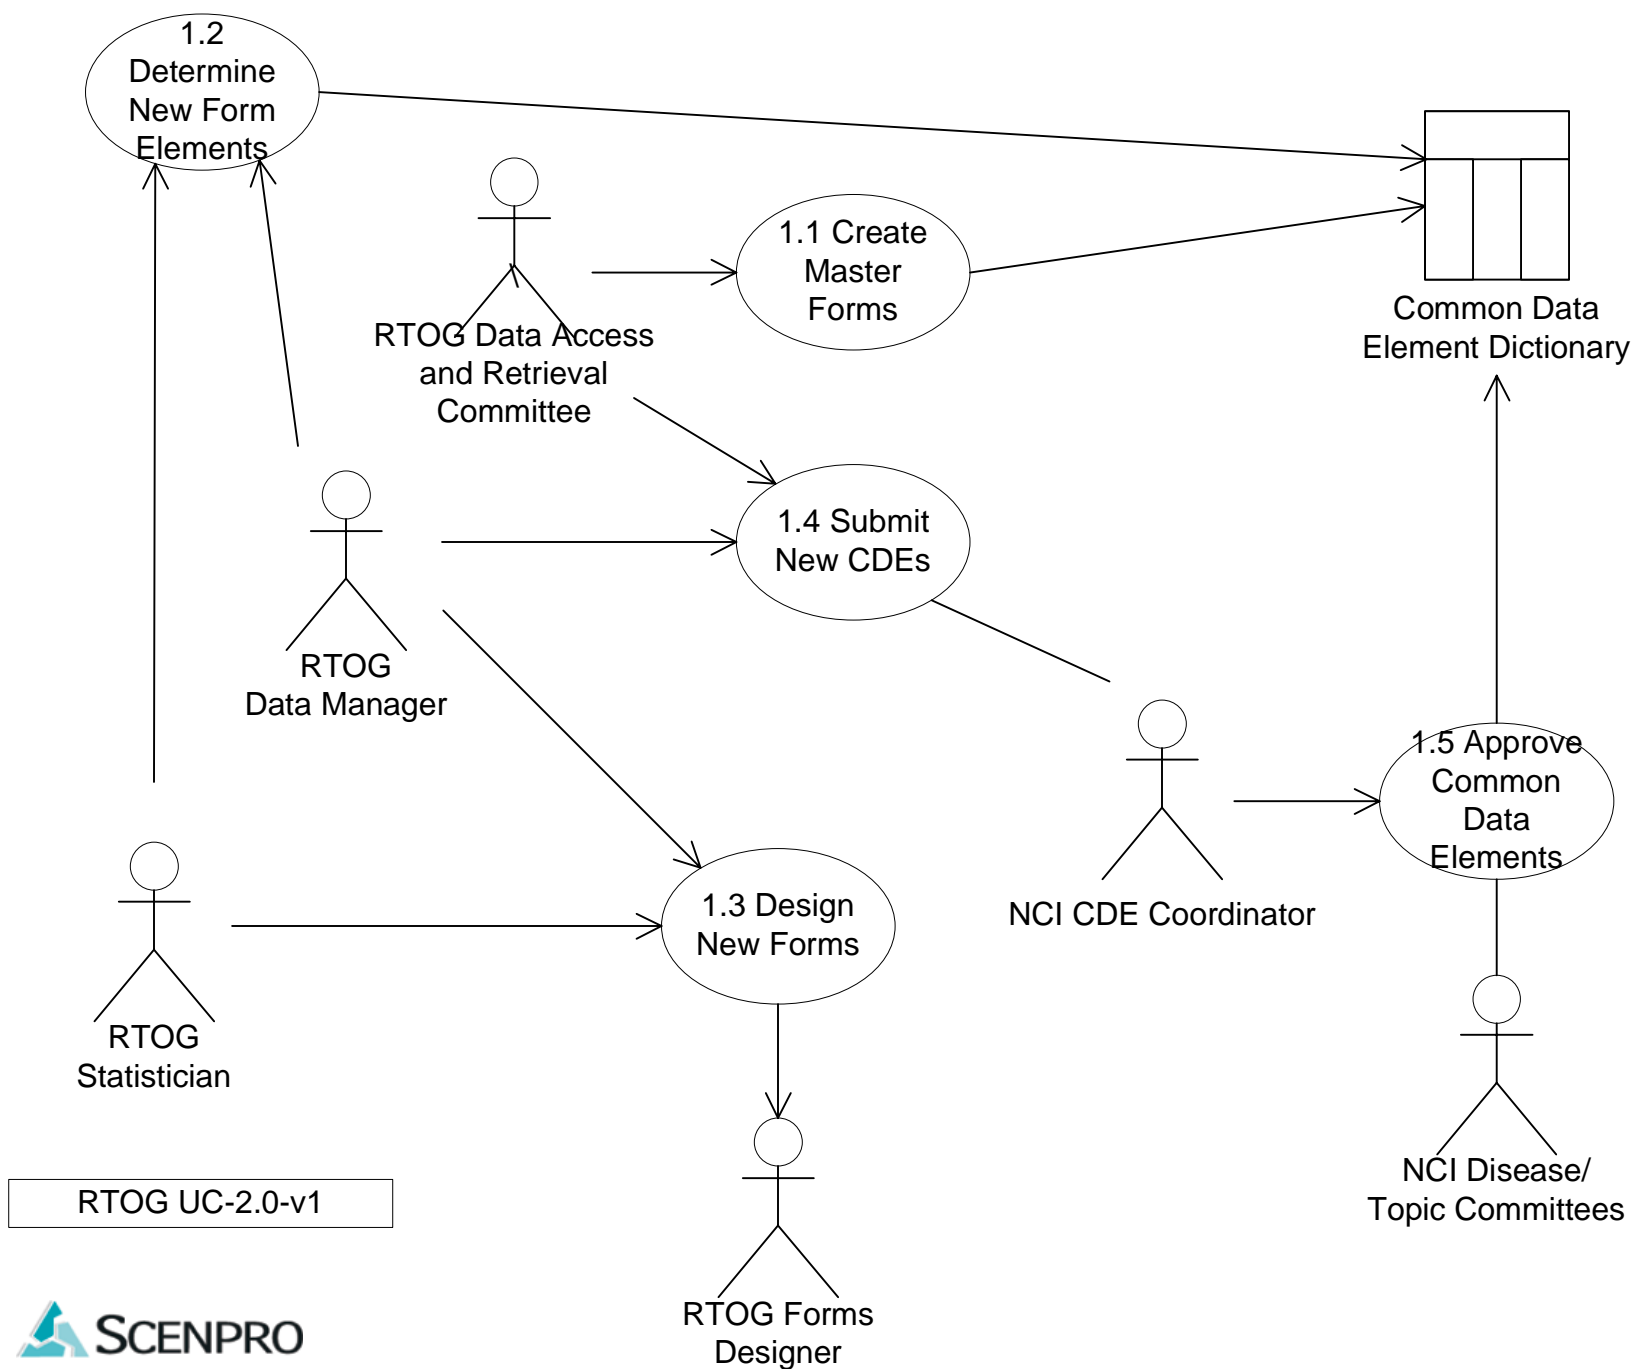 1.2
Determine
New Form
Elements
1.1 Create
Master
Forms
Common Data
Element Dictionary
RTOG Data Access
and Retrieval
Committee
1.4 Submit
New CDEs
RTOG
Data Manager
1.5 Approve
Common
Data
Elements
NCI CDE Coordinator
1.3 Design
New Forms
RTOG
Statistician
NCI Disease/
Topic Committees
RTOG UC-2.0-v1
RTOG Forms
Designer
SCENPRO